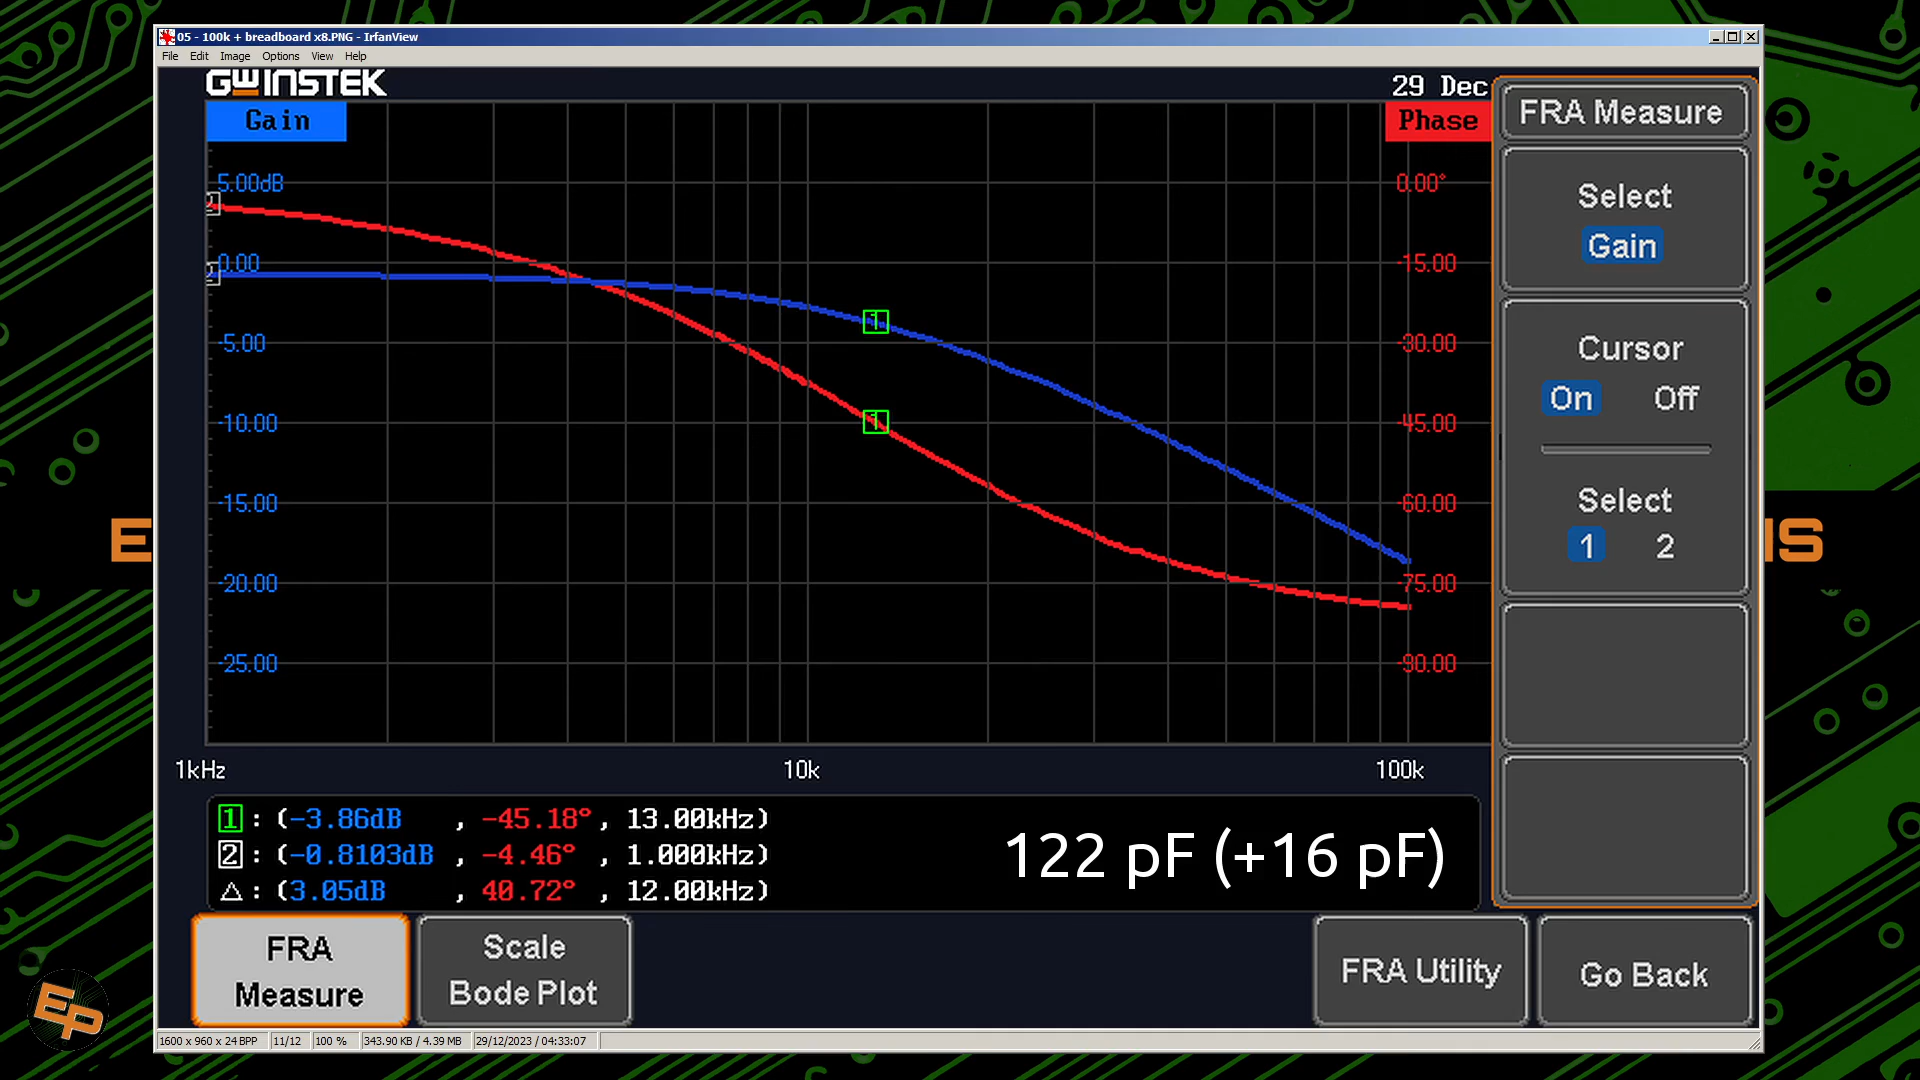 05 - 100k + breadboard x8.PNG - IrfanView
File Edit Image Options View Help
GWINSTEK
29 Dec
Gain
Phase
5.00dB
0.00
-5.00
-10.00
-15.00
-20.00
-25.00
0.00°
-15.00
-30.00
-45.00
-60.00
-75.00
-90.00
1
1
1kHz 10k 100k
1 : (-3.86dB , -45.18° , 13.00kHz)
2 : (-0.8103dB , -4.46° , 1.000kHz)
△ : (3.05dB , 40.72° , 12.00kHz)
122 pF (+16 pF)
FRA Measure
Select
Gain
Cursor
On Off
Select
1 2
FRA
Measure
Scale
Bode Plot
FRA Utility
Go Back
1600 x 960 x 24 BPP 11/12 100 % 343.90 KB / 4.39 MB 29/12/2023 / 04:33:07
E
IS
EP